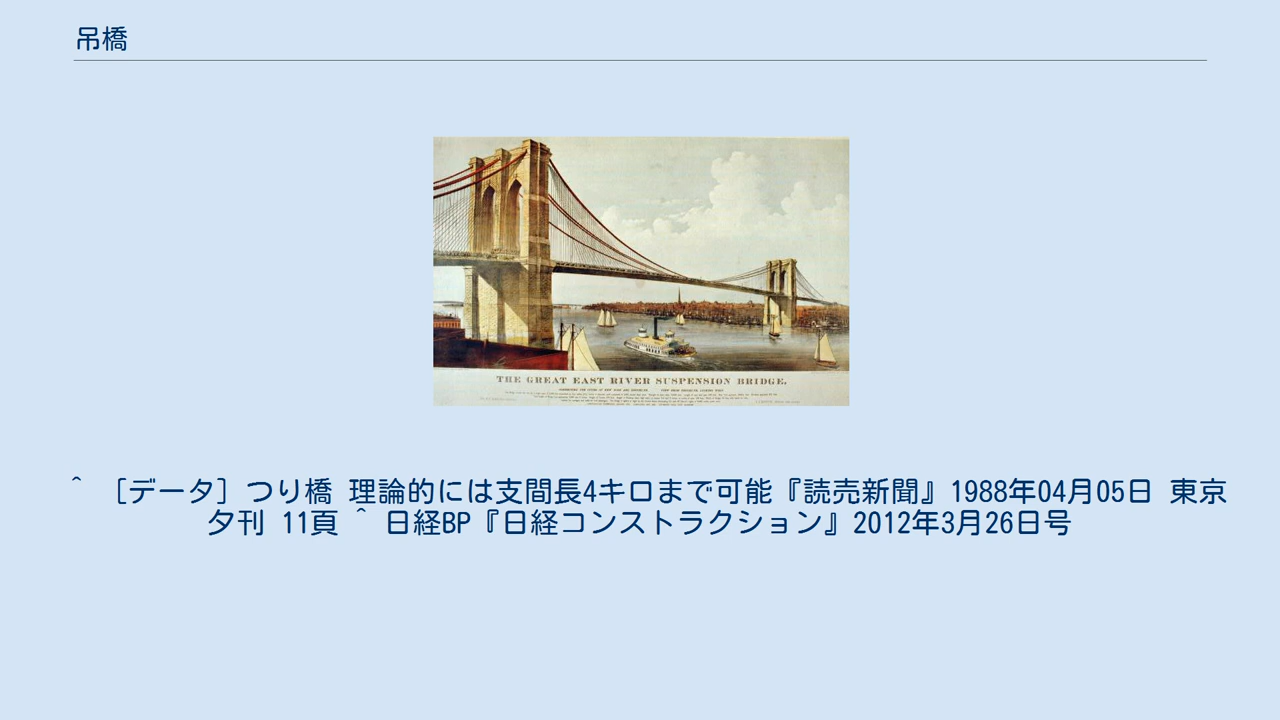 吊橋
THE GREAT EAST RIVER SUSPENSION BRIDGE.
^ ［データ］つり橋 理論的には支間長4キロまで可能『読売新聞』1988年04月05日 東京
夕刊 11頁 ^ 日経BP『日経コンストラクション』2012年3月26日号